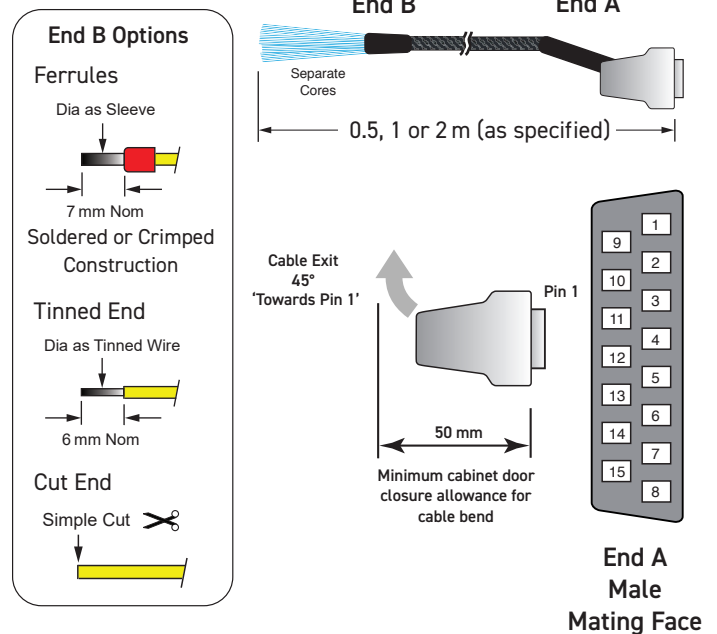 End B Options
Ferrules
Dia as Sleeve
7 mm Nom
Soldered or Crimped
Construction
Tinned End
Dia as Tinned Wire
6 mm Nom
Cut End
Simple Cut
End B
End A
Separate
Cores
0.5, 1 or 2 m (as specified)
Cable Exit
45°
'Towards Pin 1'
Pin 1
50 mm
Minimum cabinet door
closure allowance for
cable bend
1
9
2
10
3
11
4
12
5
13
6
14
7
15
8
End A
Male
Mating Face